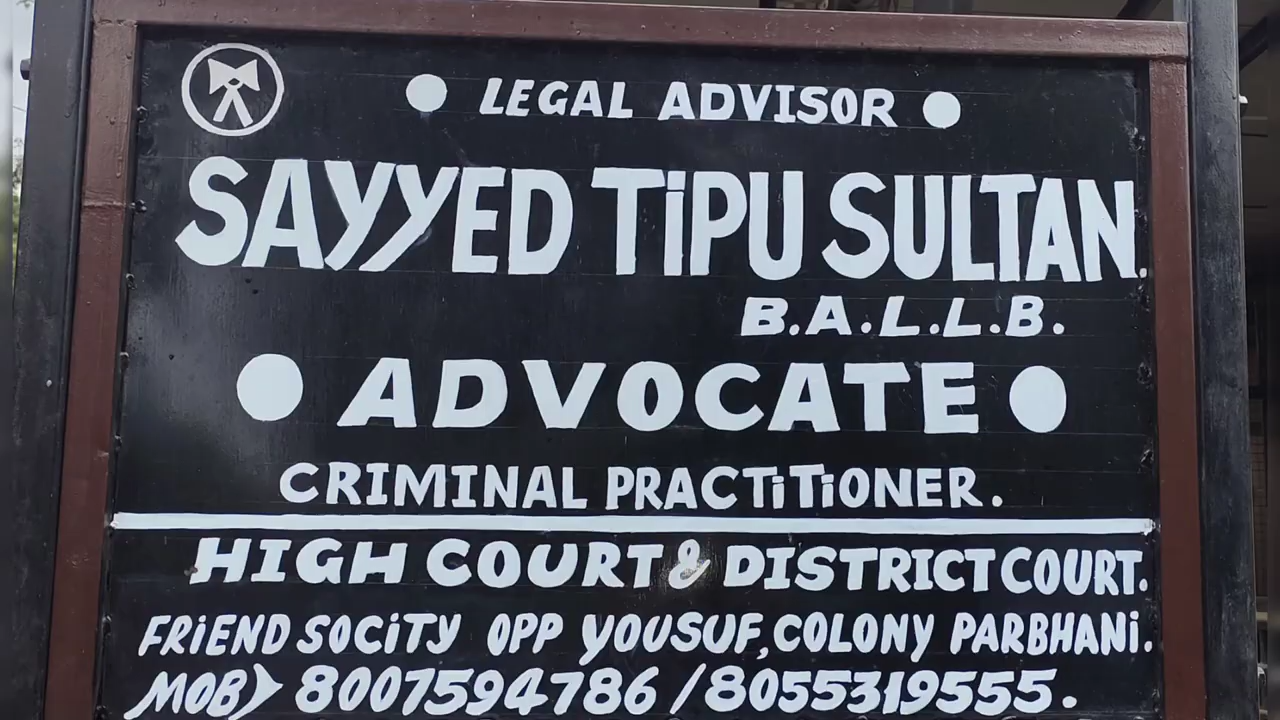 LEGAL ADVISOR
SAYYED TiPU SULTAN.
B.A.L.L.B.
ADVOCATE
CRIMINAL PRACTiTiONER.
HIGH COURT & DISTRICT COURT.
FRiEND SOCiTY OPP YOUSUF, COLONY PARBHANi.
MOB 8007594786 / 8055319555.